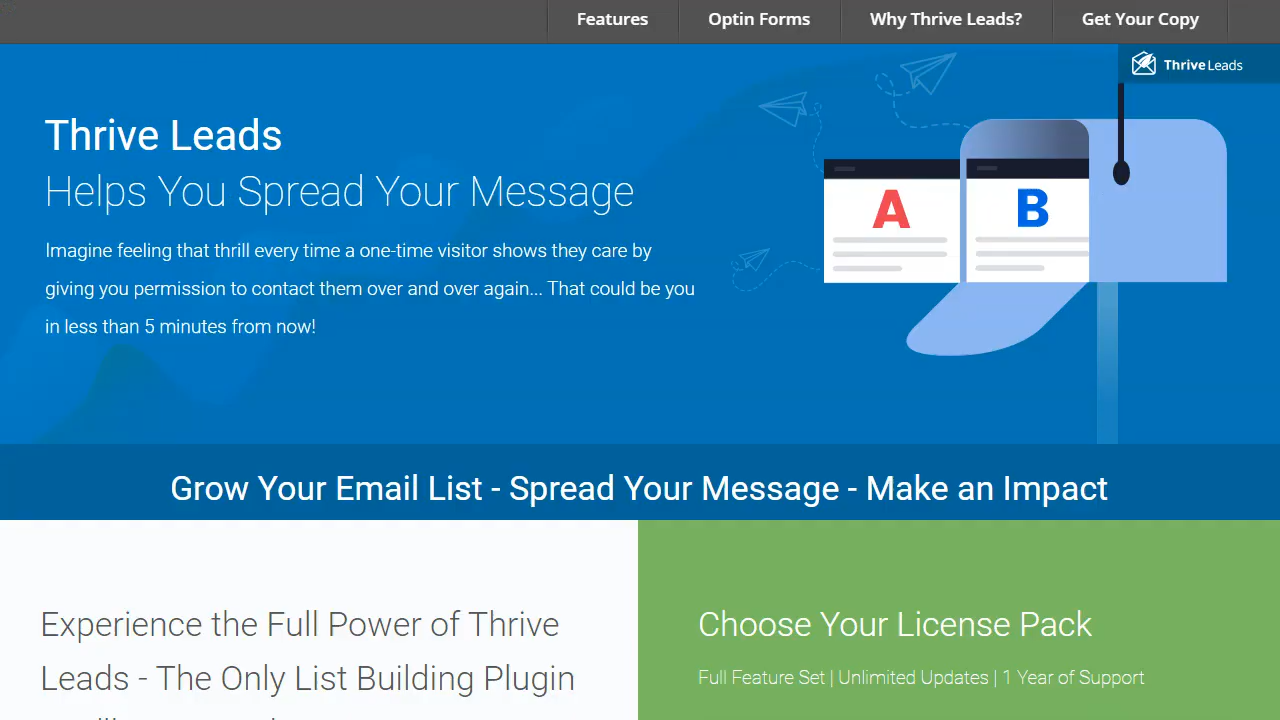 Features
Optin Forms
Why Thrive Leads?
Get Your Copy
Thrive Leads
Thrive Leads
Helps You Spread Your Message
Imagine feeling that thrill every time a one-time visitor shows they care by
giving you permission to contact them over and over again... That could be you
in less than 5 minutes from now!
A
B
Grow Your Email List - Spread Your Message - Make an Impact
Experience the Full Power of Thrive
Leads - The Only List Building Plugin
Choose Your License Pack
Full Feature Set | Unlimited Updates | 1 Year of Support